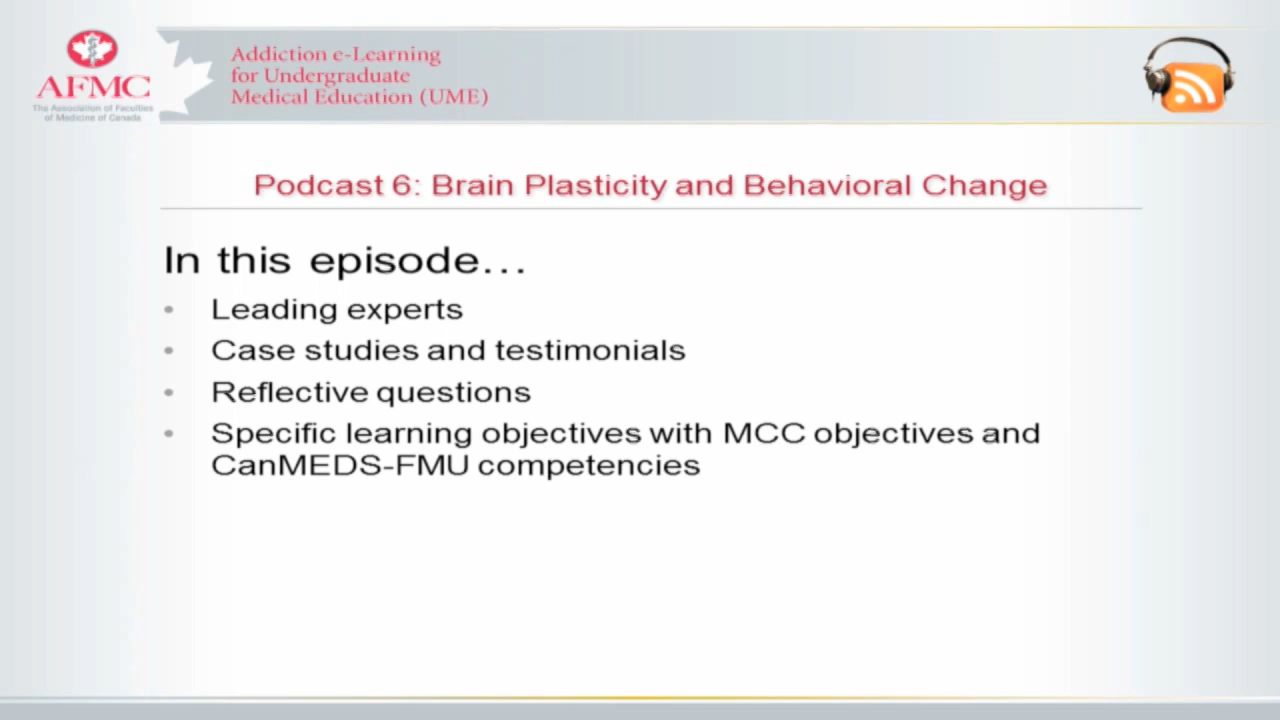 AFMC
The Association of Faculties
of Medicine of Canada
Addiction e-Learning
for Undergraduate
Medical Education (UME)
Podcast 6: Brain Plasticity and Behavioral Change
In this episode...
• Leading experts
• Case studies and testimonials
• Reflective questions
• Specific learning objectives with MCC objectives and
CanMEDS-FMU competencies